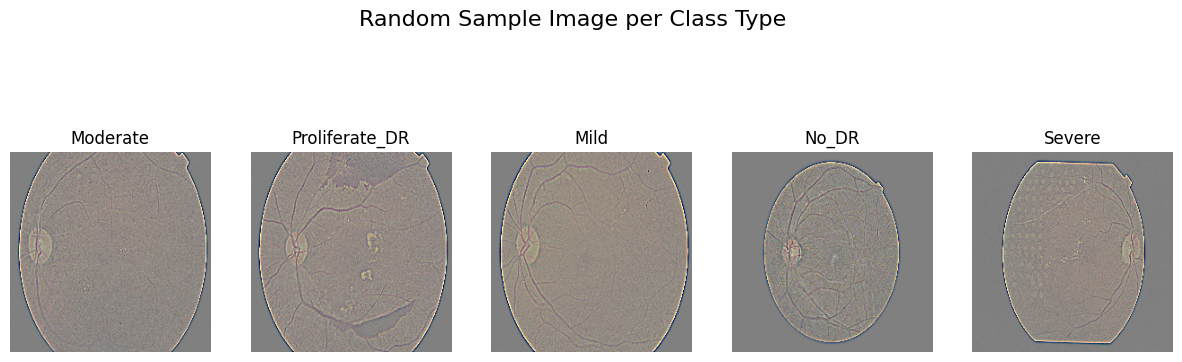 Random Sample Image per Class Type
Moderate
Proliferate_DR
Mild
No_DR
Severe